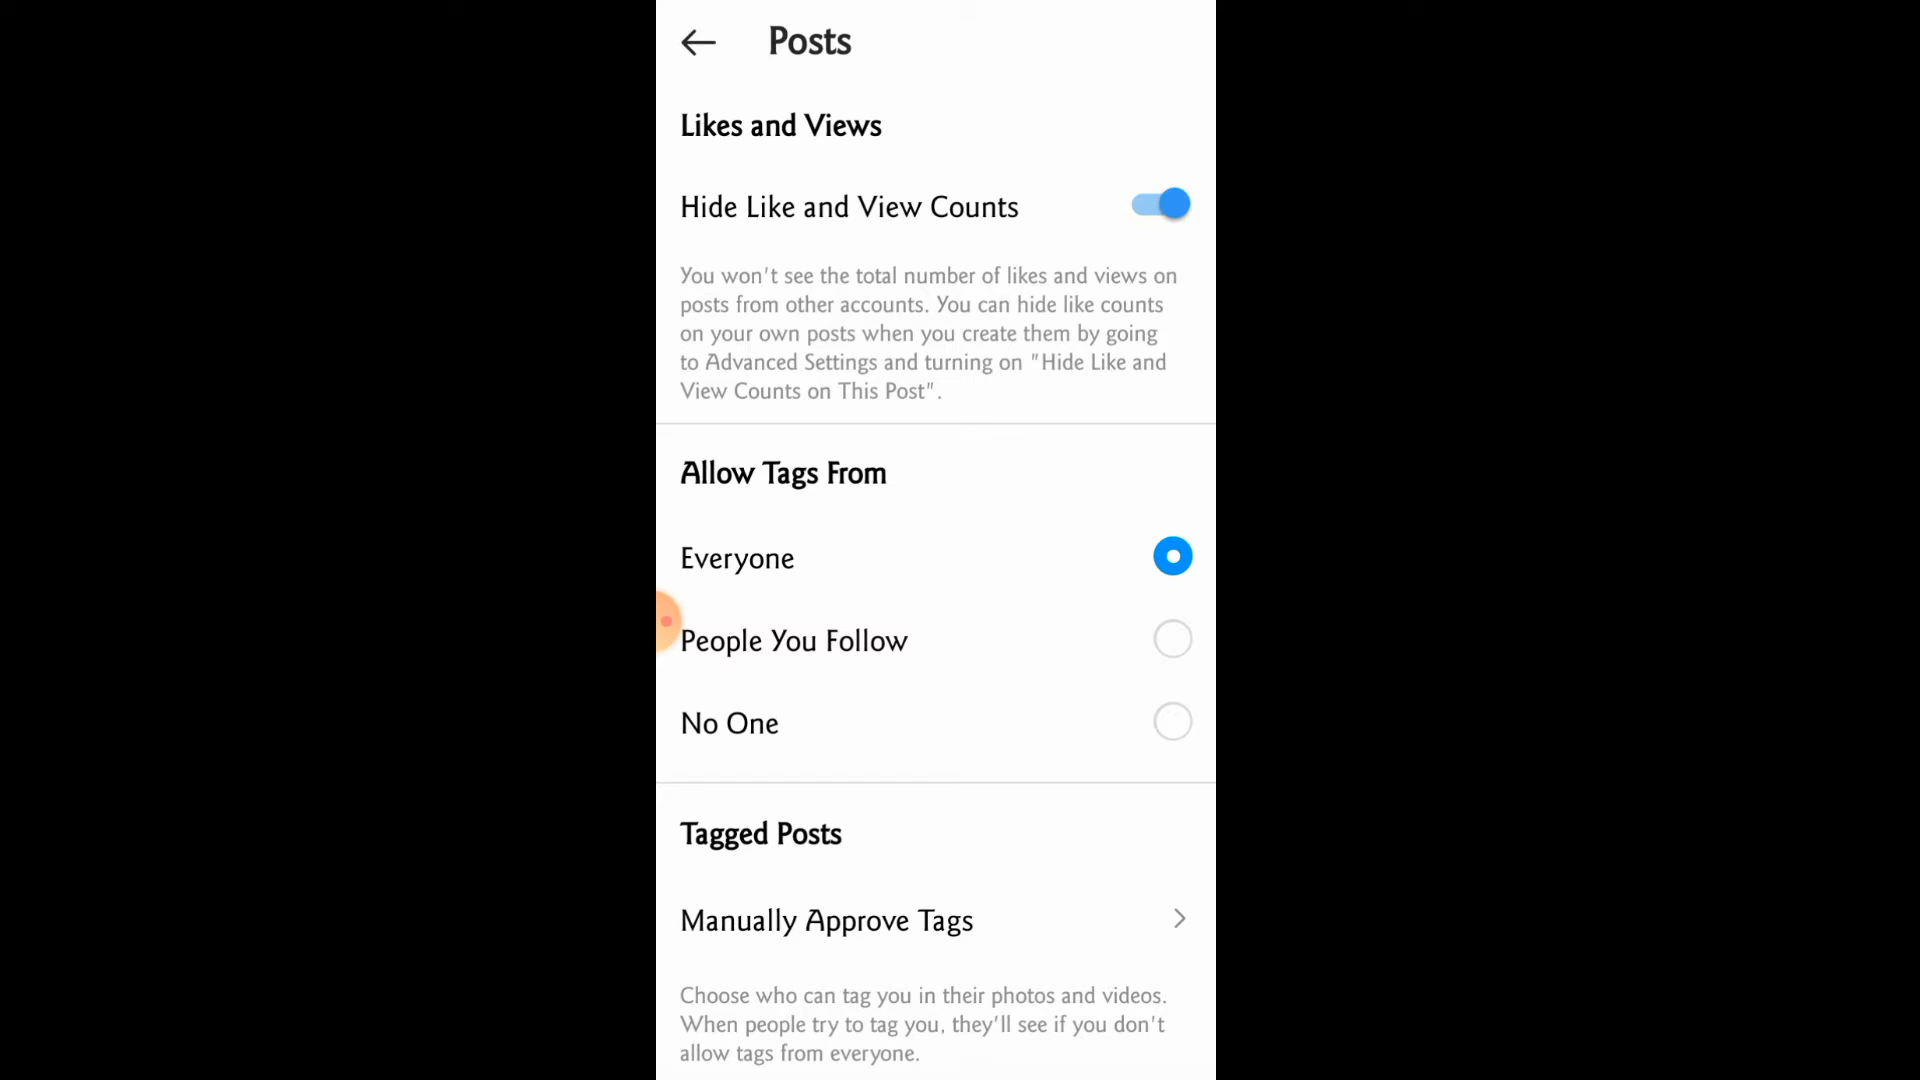 Posts
Likes and Views
Hide Like and View Counts
You won't see the total number of likes and views on
posts from other accounts. You can hide like counts
on your own posts when you create them by going
to Advanced Settings and turning on "Hide Like and
View Counts on This Post".
Allow Tags From
Everyone
People You Follow
No One
Tagged Posts
Manually Approve Tags
Choose who can tag you in their photos and videos.
When people try to tag you, they'll see if you don't
allow tags from everyone.